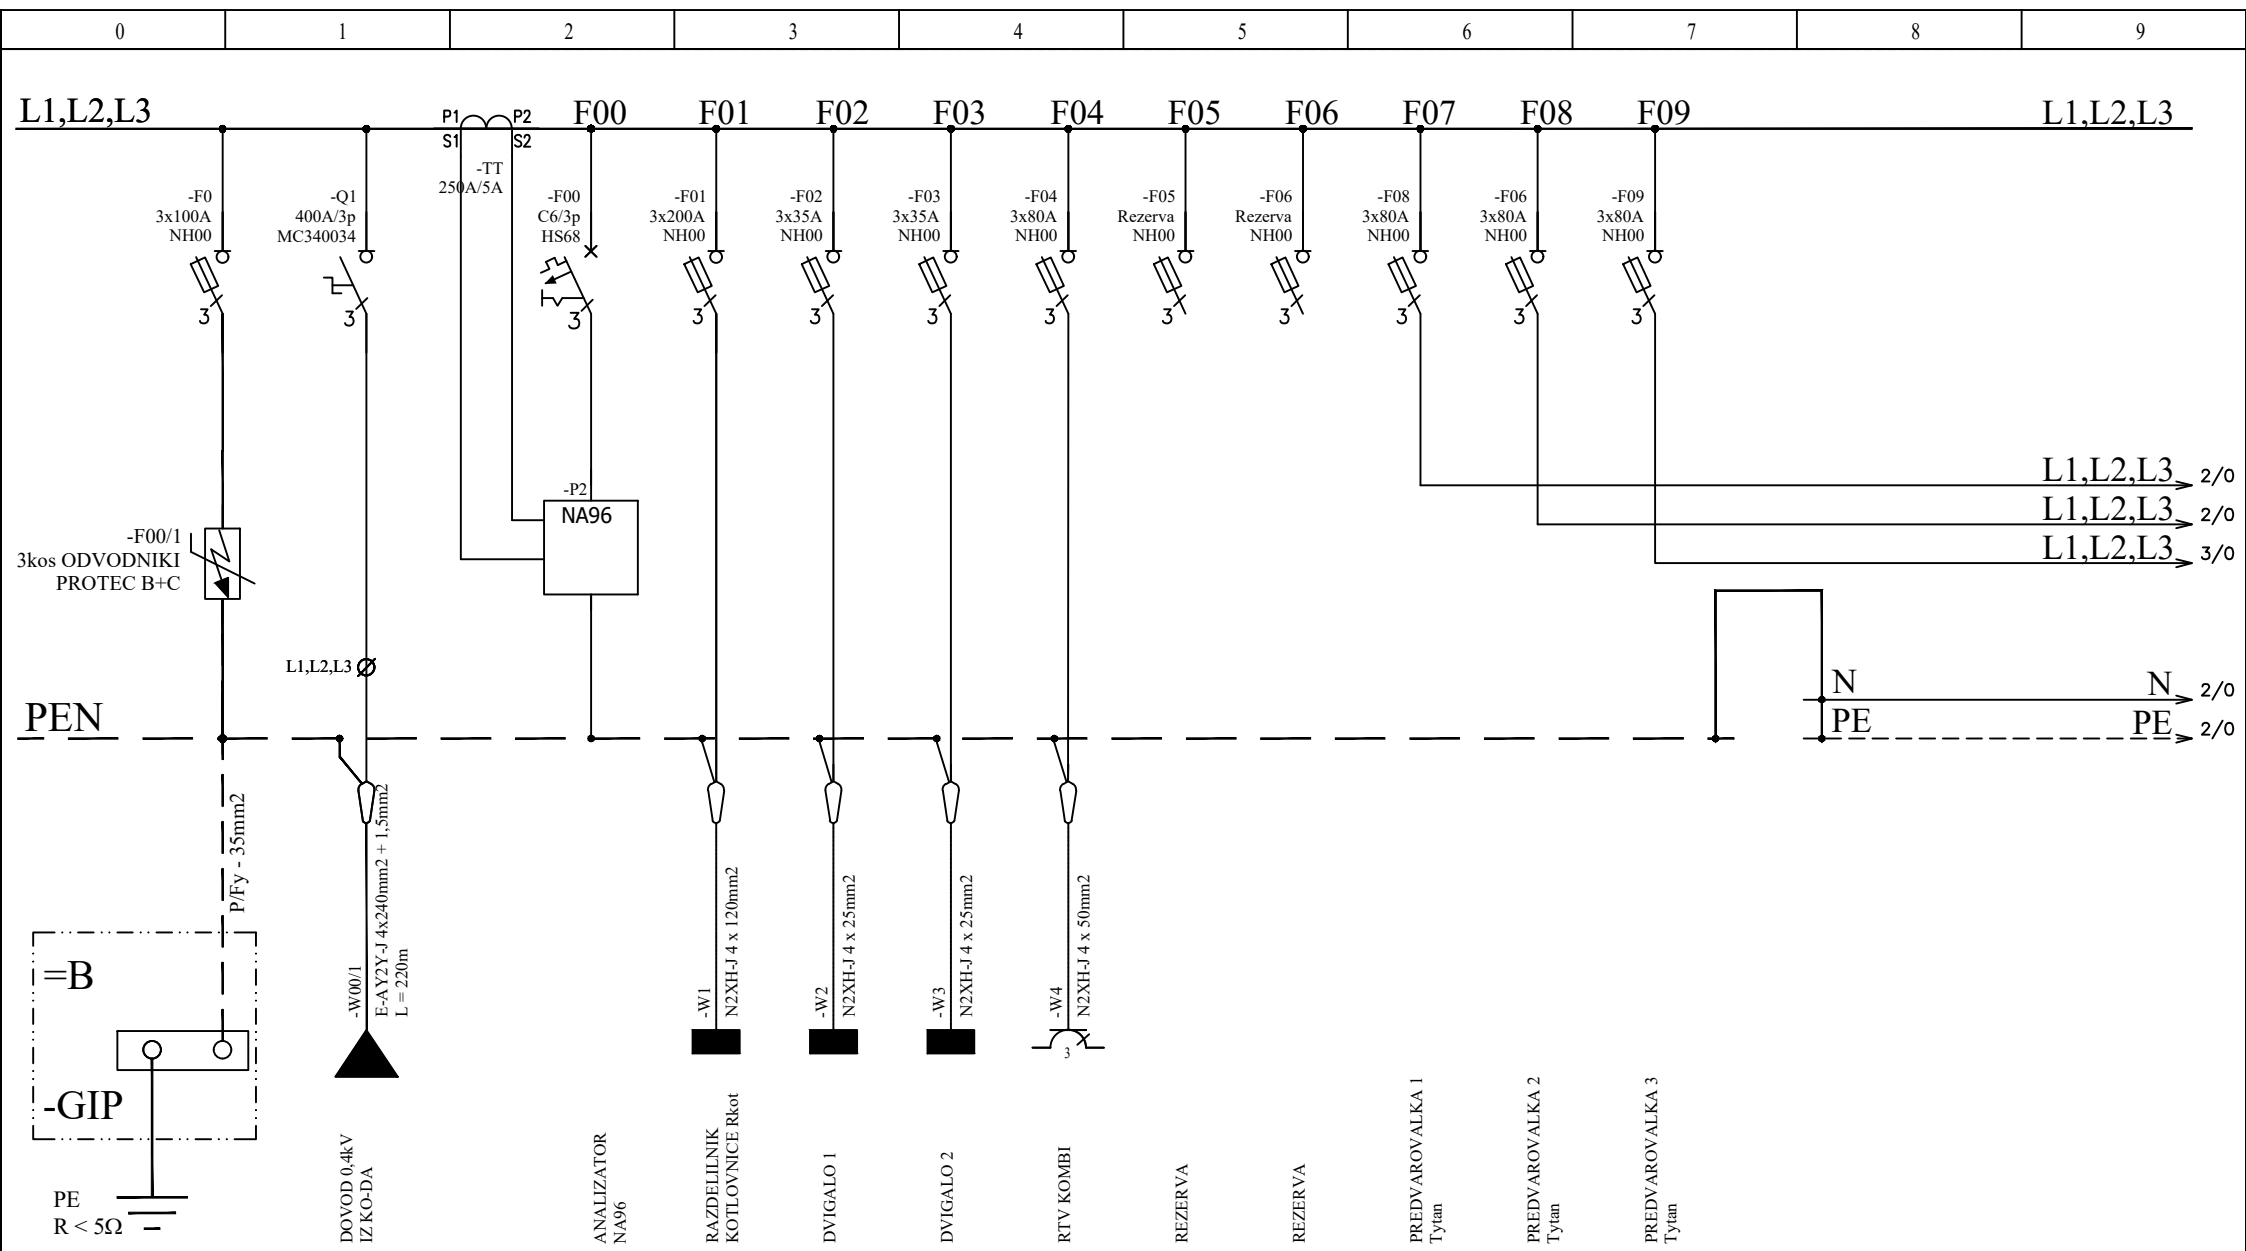 0 1 2 3 4 5 6 7 8 9
L1,L2,L3
P1 P2
S1 S2
F00 F01 F02 F03 F04 F05 F06 F07 F08 F09
L1,L2,L3
-TT
250A/5A
-F0
3x100A
NH00
3
-Q1
400A/3p
MC340034
3
-F00
C6/3p
HS68
3
-F01
3x200A
NH00
3
-F02
3x35A
NH00
3
-F03
3x35A
NH00
3
-F04
3x80A
NH00
3
-F05
Rezerva
NH00
3
-F06
Rezerva
NH00
3
-F08
3x80A
NH00
3
-F06
3x80A
NH00
3
-F09
3x80A
NH00
3
L1,L2,L3 2/0
L1,L2,L3 2/0
L1,L2,L3 3/0
-P2
NA96
-F00/1
3kos ODVODNIKI
PROTEC B+C
L1,L2,L3
PEN
N N 2/0
PE PE 2/0
P/Fy - 35mm2
-W00/1
E-AY2Y-J 4x240mm2 + 1,5mm2
L = 220m
-W1
N2XH-J 4 x 120mm2
-W2
N2XH-J 4 x 25mm2
-W3
N2XH-J 4 x 25mm2
-W4
N2XH-J 4 x 50mm2
3
=B
-GIP
PE
R < 5Ω
DOVOD 0,4kV
IZ KO-DA
ANALIZATOR
NA96
RAZDELILNIK
KOTLOVNICE Rkot
DVIGALO 1
DVIGALO 2
RTV KOMBI
REZERVA
REZERVA
PREDVAROVALKA 1
Tytan
PREDVAROVALKA 2
Tytan
PREDVAROVALKA 3
Tytan